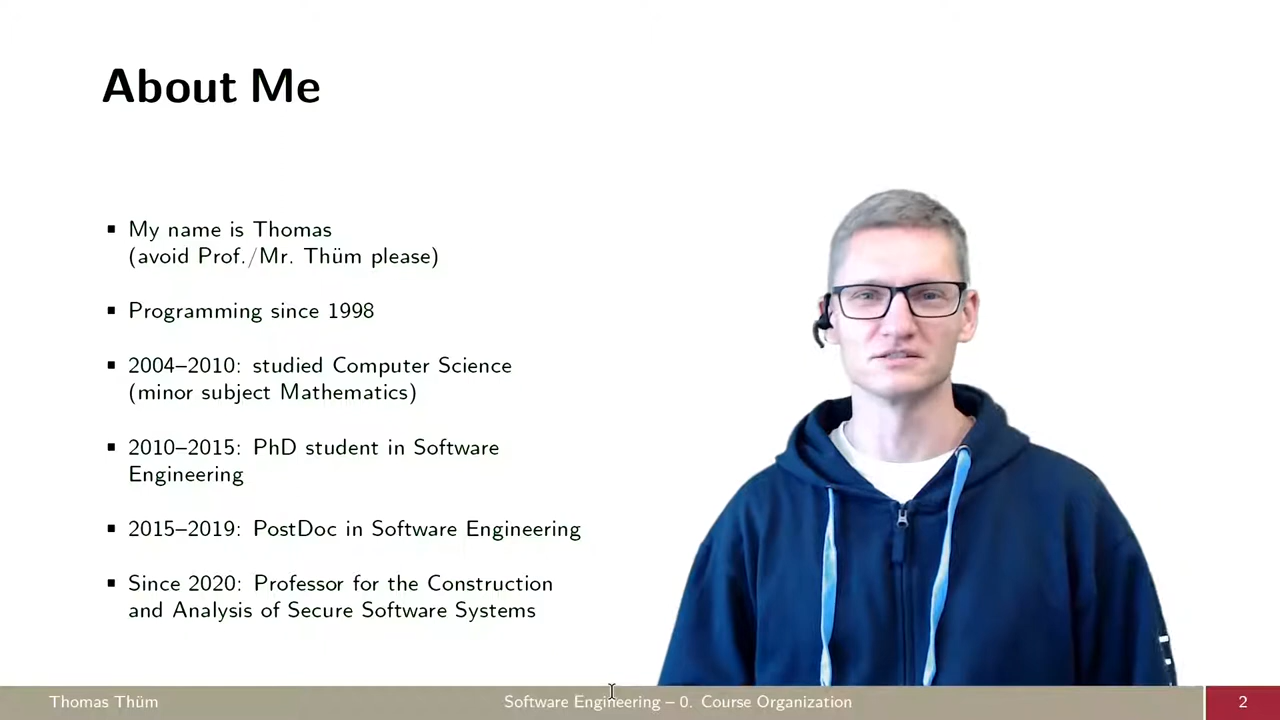 About Me
▪ My name is Thomas
(avoid Prof./Mr. Thüm please)
▪ Programming since 1998
▪ 2004–2010: studied Computer Science
(minor subject Mathematics)
▪ 2010–2015: PhD student in Software
Engineering
▪ 2015–2019: PostDoc in Software Engineering
▪ Since 2020: Professor for the Construction
and Analysis of Secure Software Systems
Thomas Thüm
Software Engineering – 0. Course Organization
2